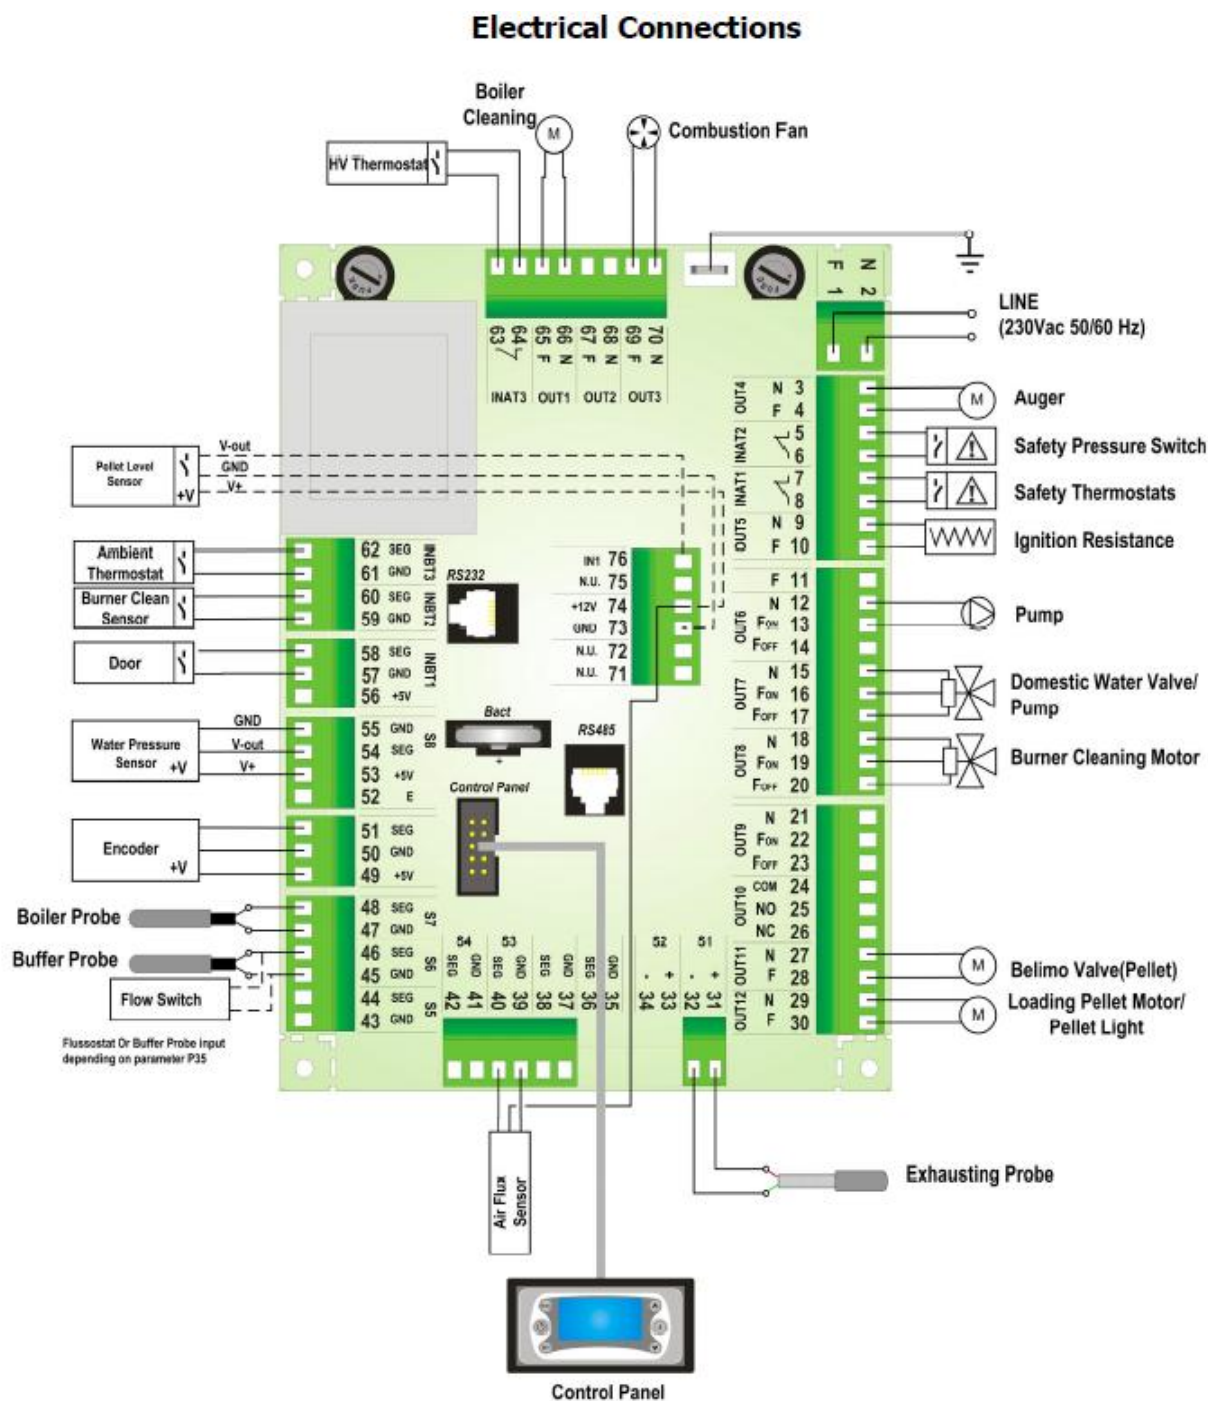 Electrical Connections
Boiler
Cleaning
M
Combustion Fan
HV Thermostat
F 1
N 2
LINE
(230Vac 50/60 Hz)
63
64
65 F
66 N
67 F
68 N
69 F
70 N
INAT3 OUT1 OUT2 OUT3
OUT4
N 3
F 4
M
Auger
INAT2
5
6
Safety Pressure Switch
INAT1
7
8
Safety Thermostats
OUT5
N 9
F 10
Ignition Resistance
F 11
OUT6
N 12
FON 13
FOFF 14
Pump
OUT7
N 15
FON 16
FOFF 17
Domestic Water Valve/
Pump
OUT8
N 18
FON 19
FOFF 20
Burner Cleaning Motor
OUT9
N 21
FON 22
FOFF 23
OUT10
COM 24
NO 25
NC 26
OUT11
N 27
F 28
M
Belimo Valve(Pellet)
OUT12
N 29
F 30
M
Loading Pellet Motor/
Pellet Light
Pellet Level
Sensor
+V
V-out
GND
V+
Ambient
Thermostat
62 SEG
61 GND
INBT3
Burner Clean
Sensor
60 SEG
59 GND
INBT2
Door
58 SEG
57 GND
56 +5V
INBT1
Water Pressure
Sensor
+V
GND
V-out
V+
55 GND
54 SEG
53 +5V
52 E
S8
Encoder
+V
51 SEG
50 GND
49 +5V
Boiler Probe
48 SEG
47 GND
S7
Buffer Probe
46 SEG
45 GND
S6
Flow Switch
44 SEG
43 GND
S5
Flussostat Or Buffer Probe input
depending on parameter P35
RS232
IN1 76
N.U. 75
+12V 74
GND 73
N.U. 72
N.U. 71
Bact
+
RS485
Control Panel
S4
S3
S2
S1
SEG 42
GND 41
SEG 40
GND 39
SEG 38
GND 37
SEG 36
GND 35
- 34
+ 33
- 32
+ 31
Air Flux
Sensor
Exhausting Probe
Control Panel